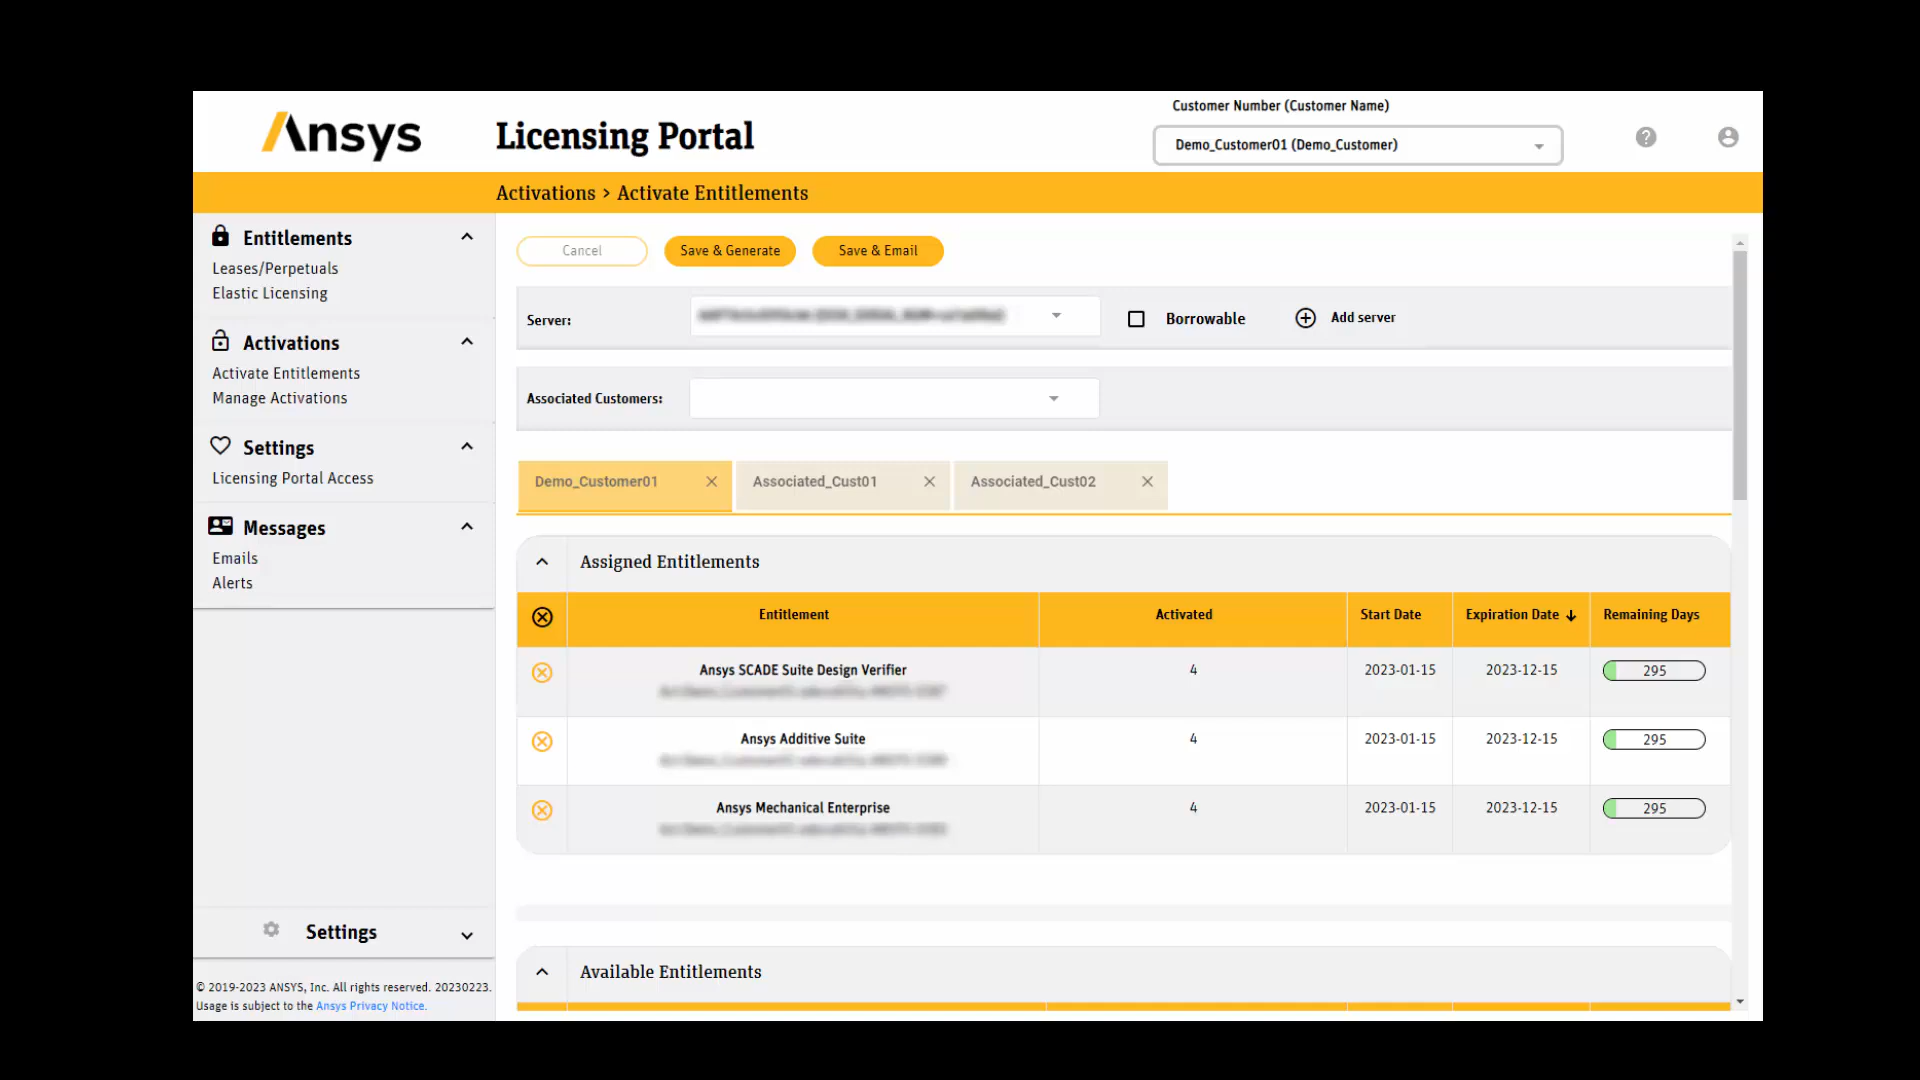 Ansys
Licensing Portal
Customer Number (Customer Name)
Demo_Customer01 (Demo_Customer)
Activations > Activate Entitlements
Entitlements
Leases/Perpetuals
Elastic Licensing
Activations
Activate Entitlements
Manage Activations
Settings
Licensing Portal Access
Messages
Emails
Alerts
Settings
© 2019-2023 ANSYS, Inc. All rights reserved. 20230223.
Usage is subject to the Ansys Privacy Notice.
Cancel
Save & Generate
Save & Email
Server:
Borrowable
Add server
Associated Customers:
Demo_Customer01
Associated_Cust01
Associated_Cust02
Assigned Entitlements
Entitlement Activated Start Date Expiration Date Remaining Days
Ansys SCADE Suite Design Verifier 4 2023-01-15 2023-12-15 295
Ansys Additive Suite 4 2023-01-15 2023-12-15 295
Ansys Mechanical Enterprise 4 2023-01-15 2023-12-15 295
Available Entitlements